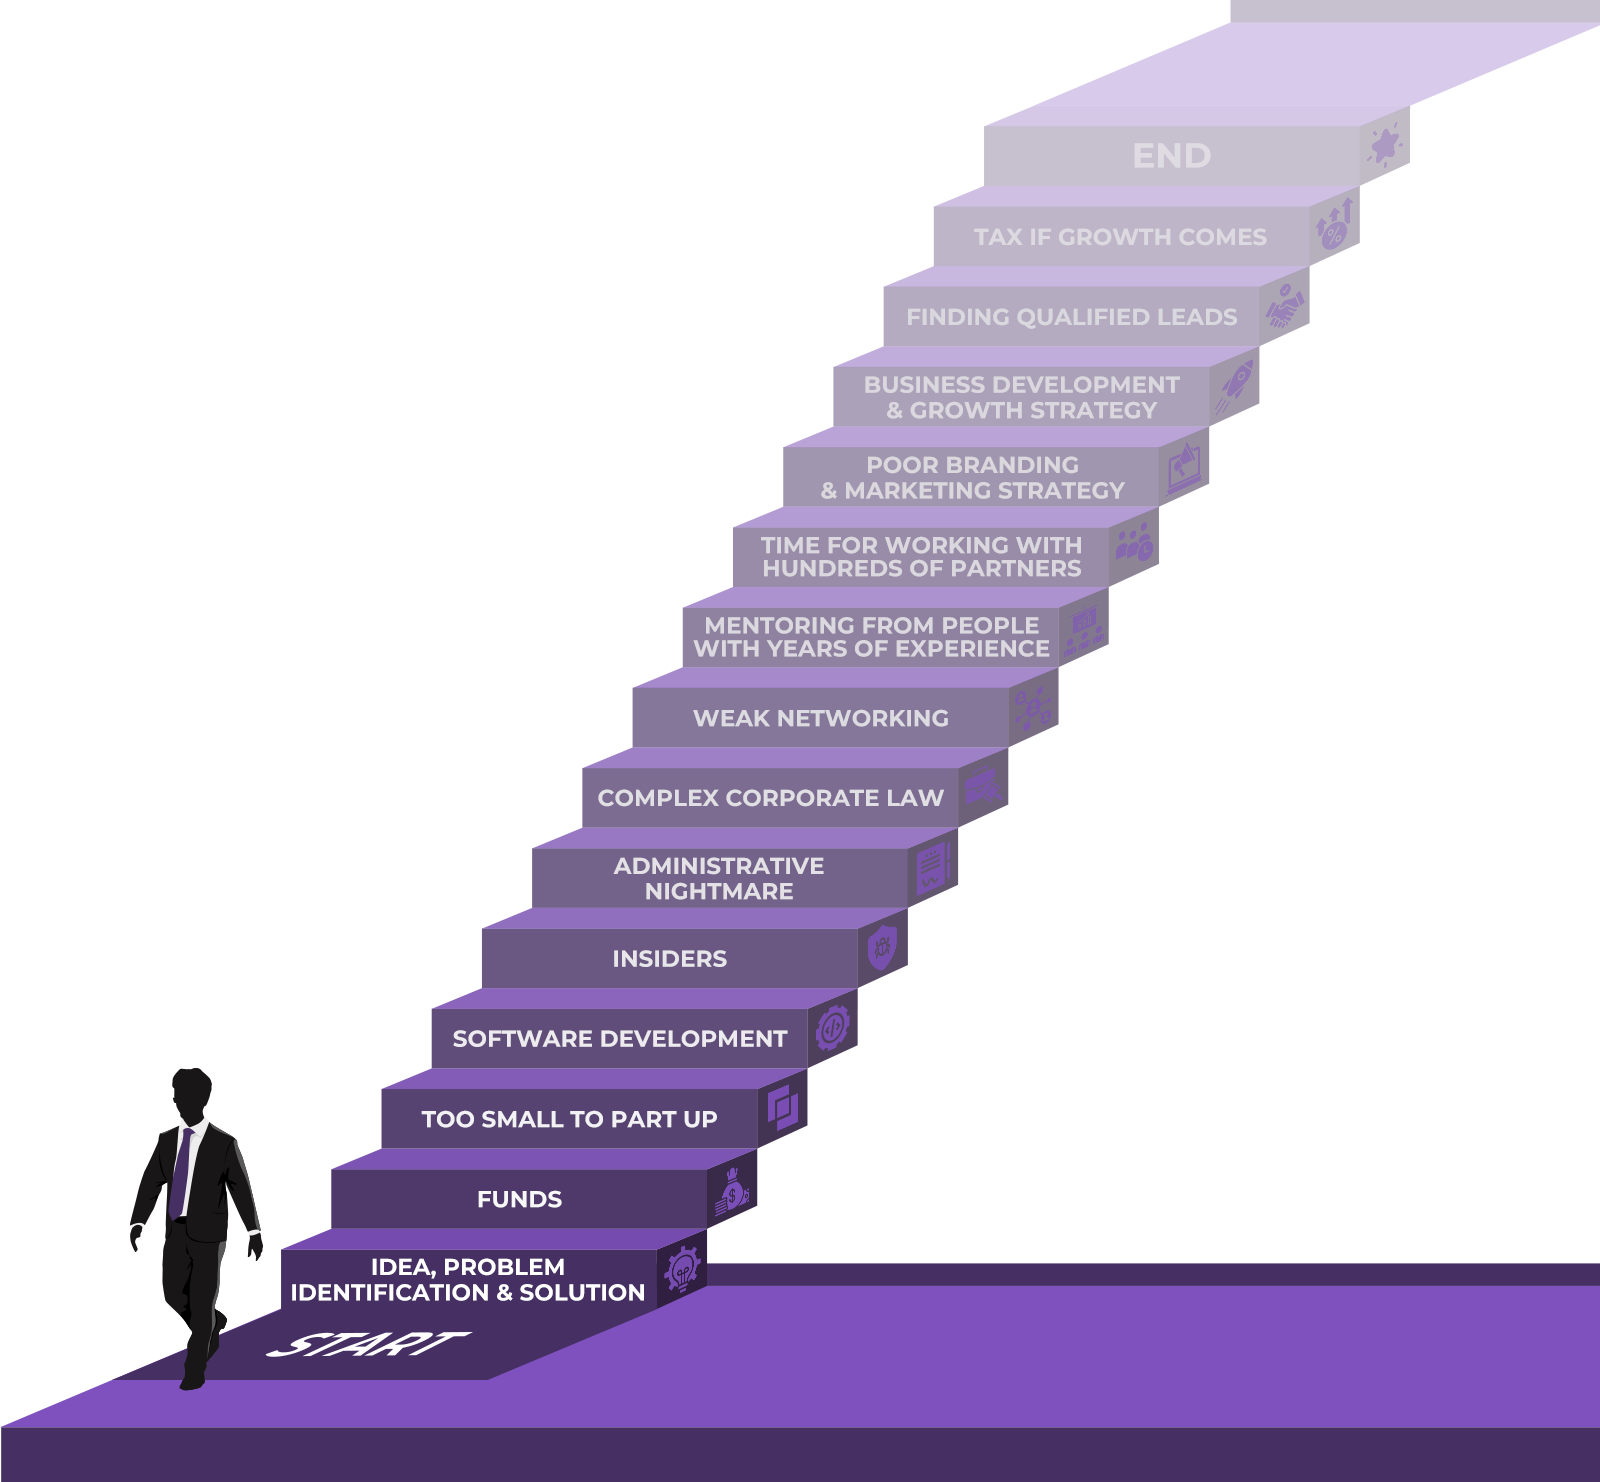 END
TAX IF GROWTH COMES
FINDING QUALIFIED LEADS
BUSINESS DEVELOPMENT
& GROWTH STRATEGY
POOR BRANDING
& MARKETING STRATEGY
TIME FOR WORKING WITH
HUNDREDS OF PARTNERS
MENTORING FROM PEOPLE
WITH YEARS OF EXPERIENCE
WEAK NETWORKING
COMPLEX CORPORATE LAW
ADMINISTRATIVE
NIGHTMARE
INSIDERS
SOFTWARE DEVELOPMENT
TOO SMALL TO PART UP
FUNDS
IDEA, PROBLEM
IDENTIFICATION & SOLUTION
START